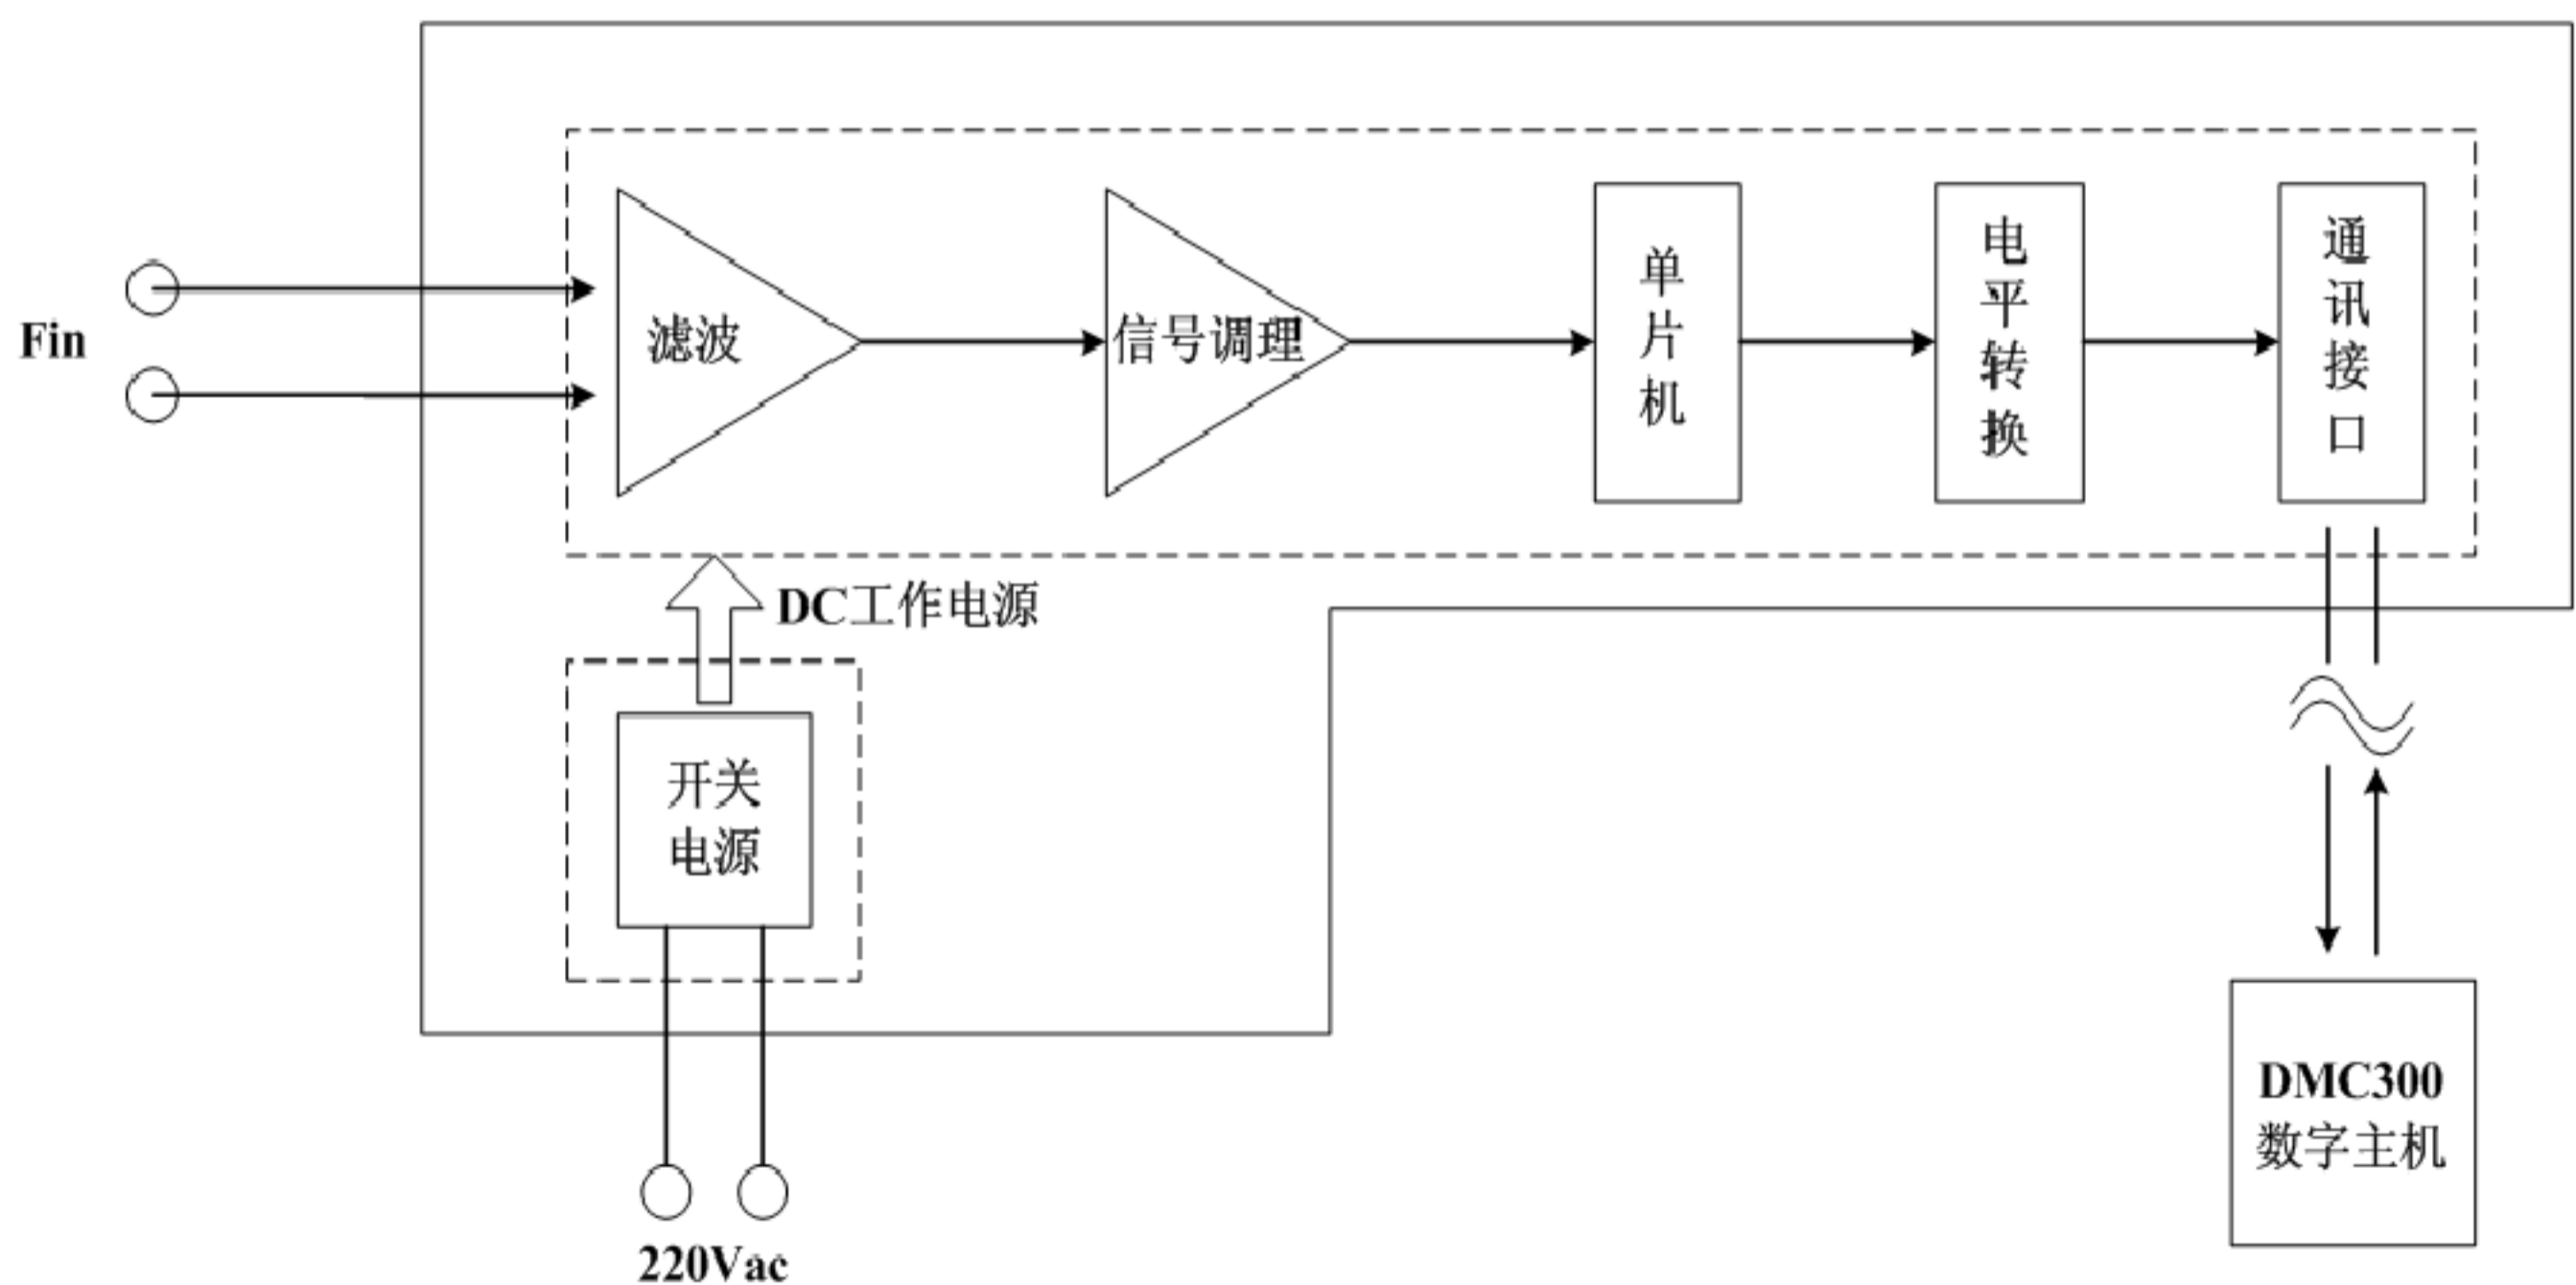 Fin
滤波
信号调理
单片机
电平转换
通讯接口
DC工作电源
开关
电源
220Vac
DMC300
数字主机